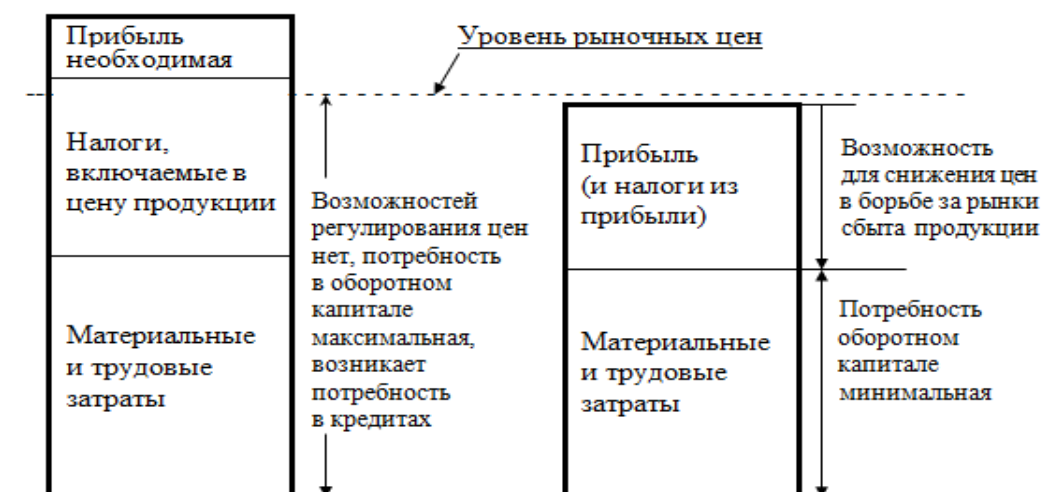 Прибыль
необходимая
Уровень рыночных цен
Налоги,
включаемые в
цену продукции
Возможностей
регулирования цен
нет, потребность
в оборотном
капитале
максимальная,
возникает
потребность
в кредитах
Материальные
и трудовые
затраты
Прибыль
(и налоги из
прибыли)
Возможность
для снижения цен
в борьбе за рынки
сбыта продукции
Материальные
и трудовые
затраты
Потребность
оборотном
капитале
минимальная